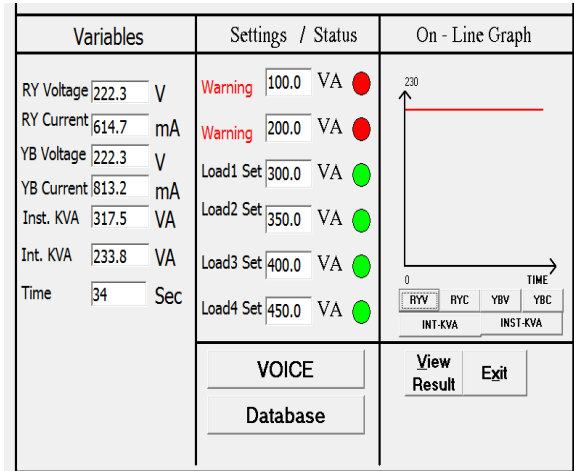 Variables
RY Voltage 222.3 V
RY Current 614.7 mA
YB Voltage 222.3 V
YB Current 813.2 mA
Inst. KVA 317.5 VA
Int. KVA 233.8 VA
Time 34 Sec
Settings / Status
Warning 100.0 VA
Warning 200.0 VA
Load1 Set 300.0 VA
Load2 Set 350.0 VA
Load3 Set 400.0 VA
Load4 Set 450.0 VA
VOICE
Database
On - Line Graph
230
0 TIME
RYV RYC YBV YBC
INT-KVA INST-KVA
View Result Exit